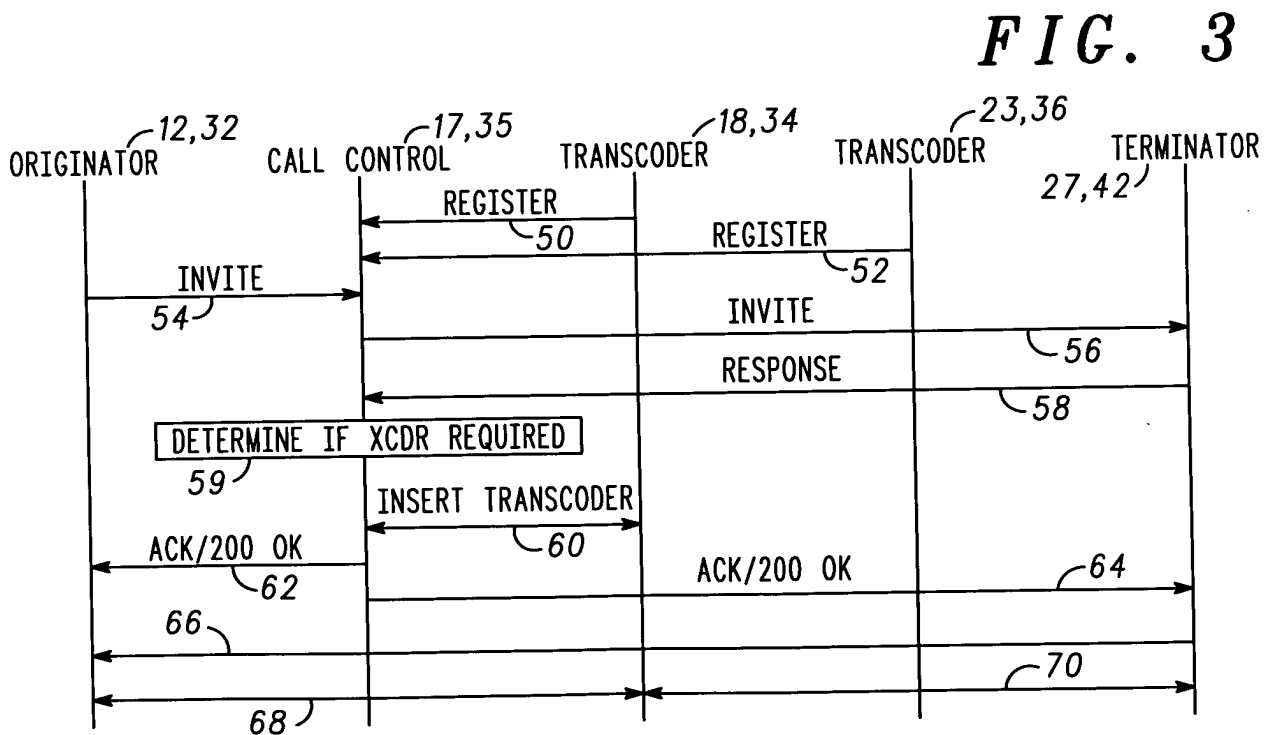 FIG. 3
12,32
17,35
18,34
23,36
ORIGINATOR
CALL CONTROL
TRANSCODER
TRANSCODER
TERMINATOR
27,42
REGISTER
50
REGISTER
52
INVITE
54
INVITE
56
RESPONSE
58
DETERMINE IF XCDR REQUIRED
59
INSERT TRANSCODER
60
ACK/200 OK
62
ACK/200 OK
64
66
70
68